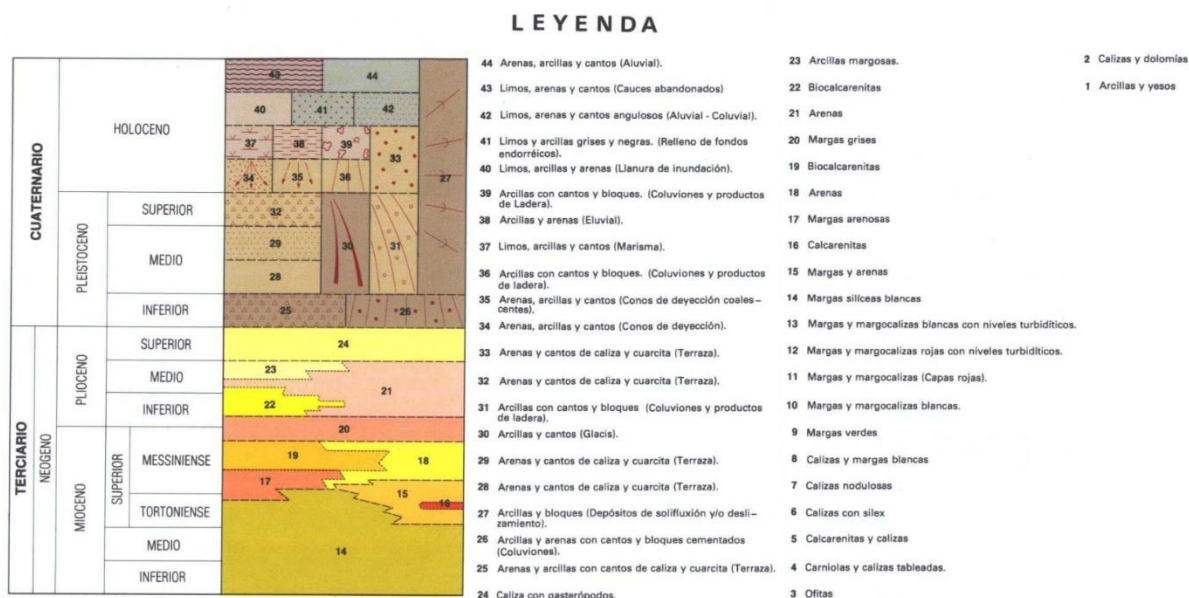 LEYENDA
CUATERNARIO
HOLOCENO
PLEISTOCENO
SUPERIOR
MEDIO
INFERIOR
TERCIARIO
NEOGENO
PLIOCENO
SUPERIOR
MEDIO
INFERIOR
MIOCENO
SUPERIOR
MESSINIENSE
TORTONIENSE
MEDIO
INFERIOR
43
44
40
41
42
37
38
39
33
27
34
35
36
32
30
31
29
28
25
26
24
23
21
22
20
19
18
17
15
16
14
44 Arenas, arcillas y cantos (Aluvial).
43 Limos, arenas y cantos (Cauces abandonados)
42 Limos, arenas y cantos angulosos (Aluvial - Coluvial).
41 Limos y arcillas grises y negras. (Relleno de fondos
endorréicos).
40 Limos, arcillas y arenas (Llanura de inundación).
39 Arcillas con cantos y bloques. (Coluviones y productos
de Ladera).
38 Arcillas y arenas (Eluvial).
37 Limos, arcillas y cantos (Marisma).
36 Arcillas con cantos y bloques. (Coluviones y productos
de ladera).
35 Arenas, arcillas y cantos (Conos de deyección coales-
centes).
34 Arenas, arcillas y cantos (Conos de deyección).
33 Arenas y cantos de caliza y cuarcita (Terraza).
32 Arenas y cantos de caliza y cuarcita (Terraza).
31 Arcillas con cantos y bloques (Coluviones y productos
de ladera).
30 Arcillas y cantos (Glacis).
29 Arenas y cantos de caliza y cuarcita (Terraza).
28 Arenas y cantos de caliza y cuarcita (Terraza).
27 Arcillas y bloques (Depósitos de solifluxión y/o desli-
zamiento).
26 Arcillas y arenas con cantos y bloques cementados
(Coluviones).
25 Arenas y arcillas con cantos de caliza y cuarcita (Terraza).
24 Caliza con gasterópodos.
23 Arcillas margosas.
22 Biocalcarenitas
21 Arenas
20 Margas grises
19 Biocalcarenitas
18 Arenas
17 Margas arenosas
16 Calcarenitas
15 Margas y arenas
14 Margas silíceas blancas
13 Margas y margocalizas blancas con niveles turbidíticos.
12 Margas y margocalizas rojas con niveles turbidíticos.
11 Margas y margocalizas (Capas rojas).
10 Margas y margocalizas blancas.
9 Margas verdes
8 Calizas y margas blancas
7 Calizas nodulosas
6 Calizas con silex
5 Calcarenitas y calizas
4 Carniolas y calizas tableadas.
3 Ofitas
2 Calizas y dolomías
1 Arcillas y yesos